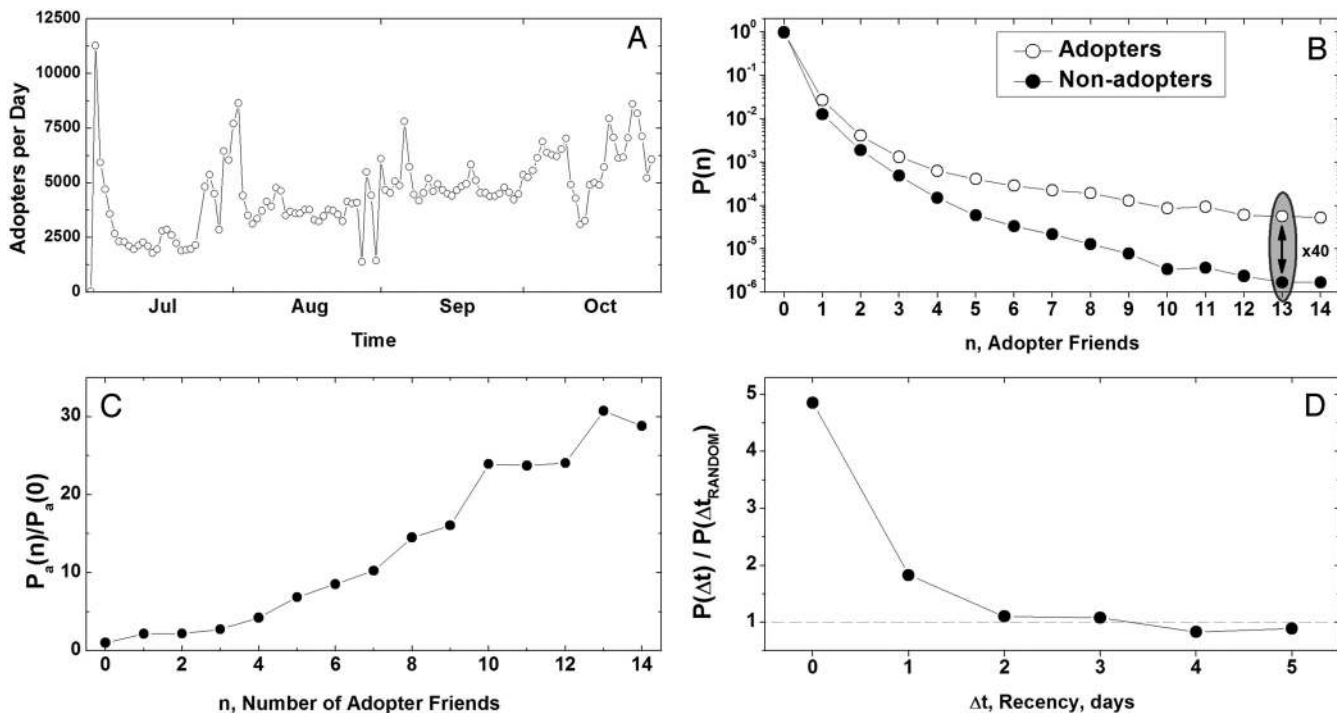 A
Adopters per Day
12500
10000
7500
5000
2500
0
Jul Aug Sep Oct
Time
B
Adopters
Non-adopters
P(n)
10⁰
10⁻¹
10⁻²
10⁻³
10⁻⁴
10⁻⁵
10⁻⁶
x40
0 1 2 3 4 5 6 7 8 9 10 11 12 13 14
n, Adopter Friends
C
Pₐ(n)/Pₐ(0)
30
20
10
0
0 2 4 6 8 10 12 14
n, Number of Adopter Friends
D
P(Δt) / P(Δt_RANDOM)
5
4
3
2
1
0 1 2 3 4 5
Δt, Recency, days